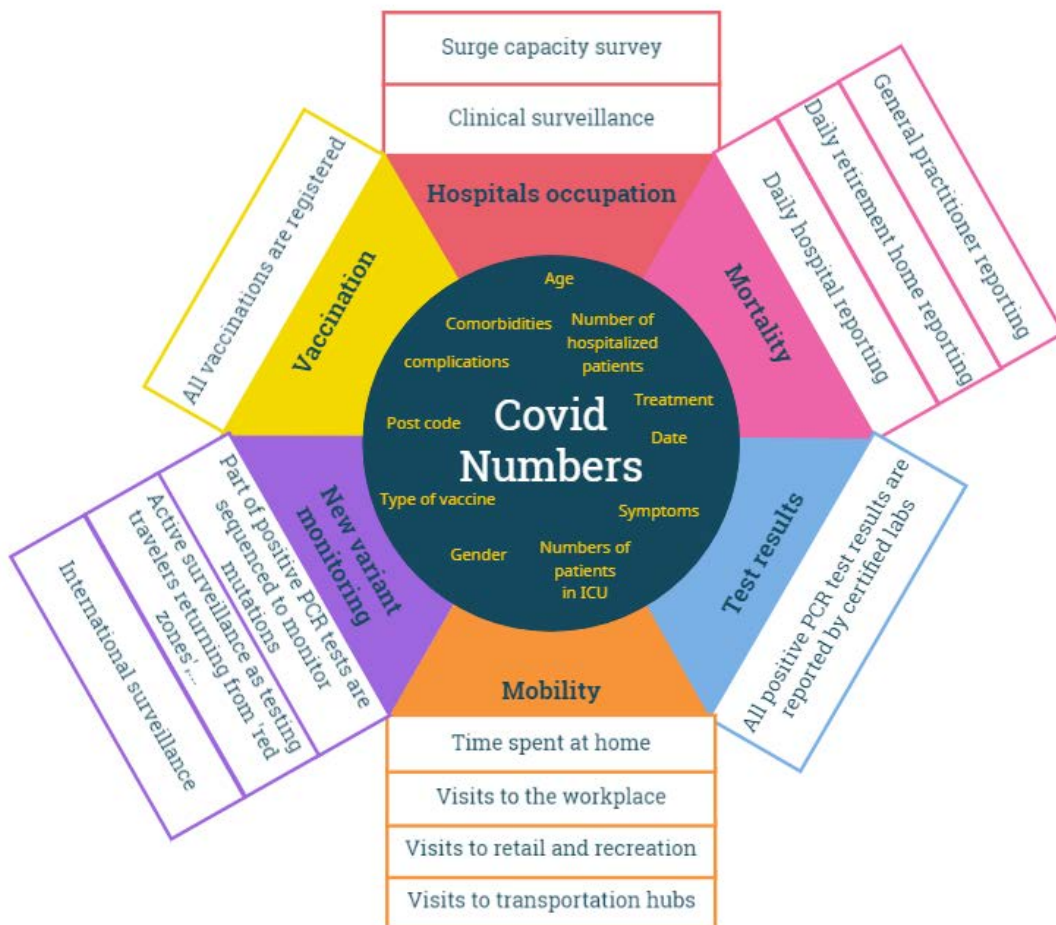 Surge capacity survey
Clinical surveillance
Hospitals occupation
All vaccinations are registered
Vaccination
Mortality
Daily hospital reporting
Daily retirement home reporting
General practitioner reporting
Age
Comorbidities
Number of
hospitalized
patients
complications
Treatment
Post code
Covid
Numbers
Date
Type of vaccine
Symptoms
Gender
Numbers of
patients
in ICU
New variant
monitoring
Part of positive PCR tests are
sequenced to monitor
mutations
Active surveillance as testing
travelers returning from 'red
zones',...
International surveillance
Test results
All positive PCR test results are
reported by certified labs
Mobility
Time spent at home
Visits to the workplace
Visits to retail and recreation
Visits to transportation hubs